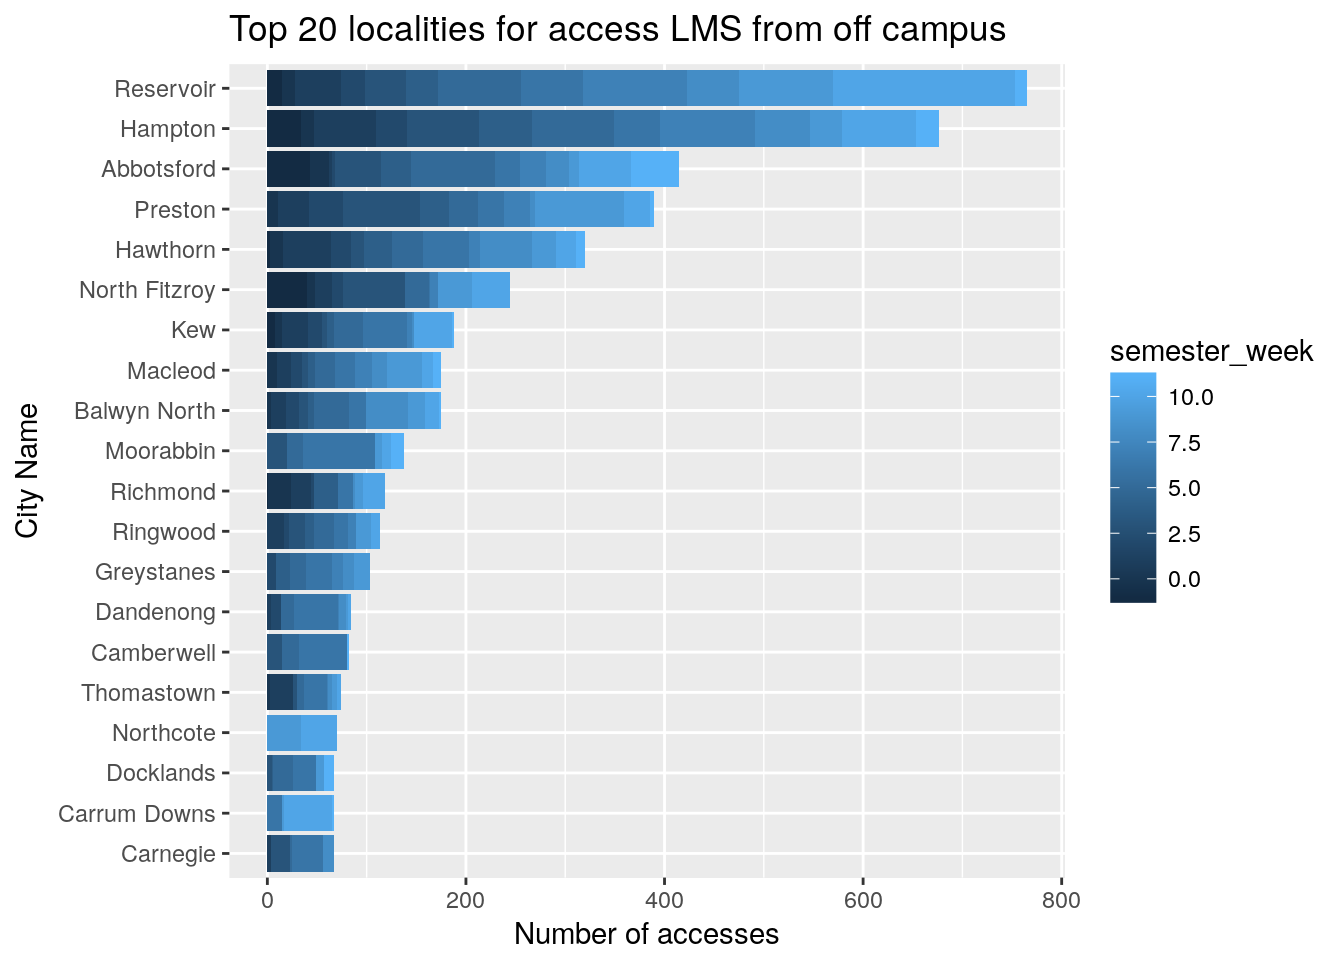 Top 20 localities for access LMS from off campus
Reservoir
Hampton
Abbotsford
Preston
Hawthorn
North Fitzroy
Kew
Macleod
Balwyn North
Moorabbin
Richmond
Ringwood
Greystanes
Dandenong
Camberwell
Thomastown
Northcote
Docklands
Carrum Downs
Carnegie
City Name
0 200 400 600 800
Number of accesses
semester_week
10.0
7.5
5.0
2.5
0.0